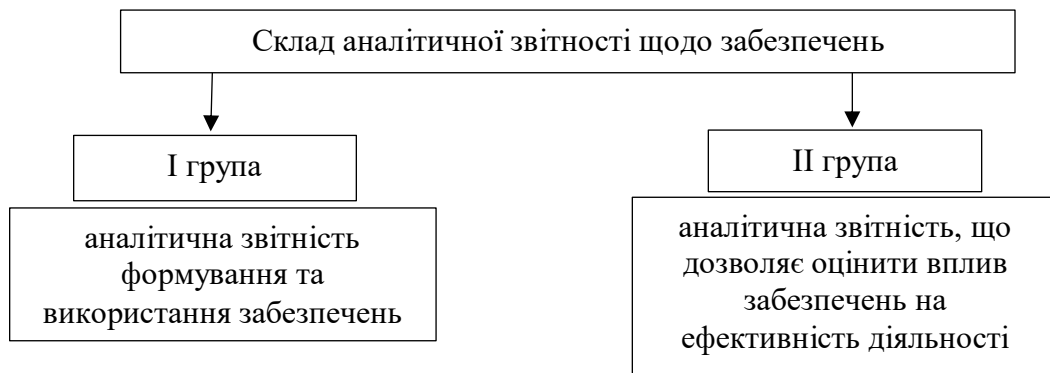 Склад аналітичної звітності щодо забезпечень
І група
аналітична звітність
формування та
використання забезпечень
ІІ група
аналітична звітність, що
дозволяє оцінити вплив
забезпечень на
ефективність діяльності